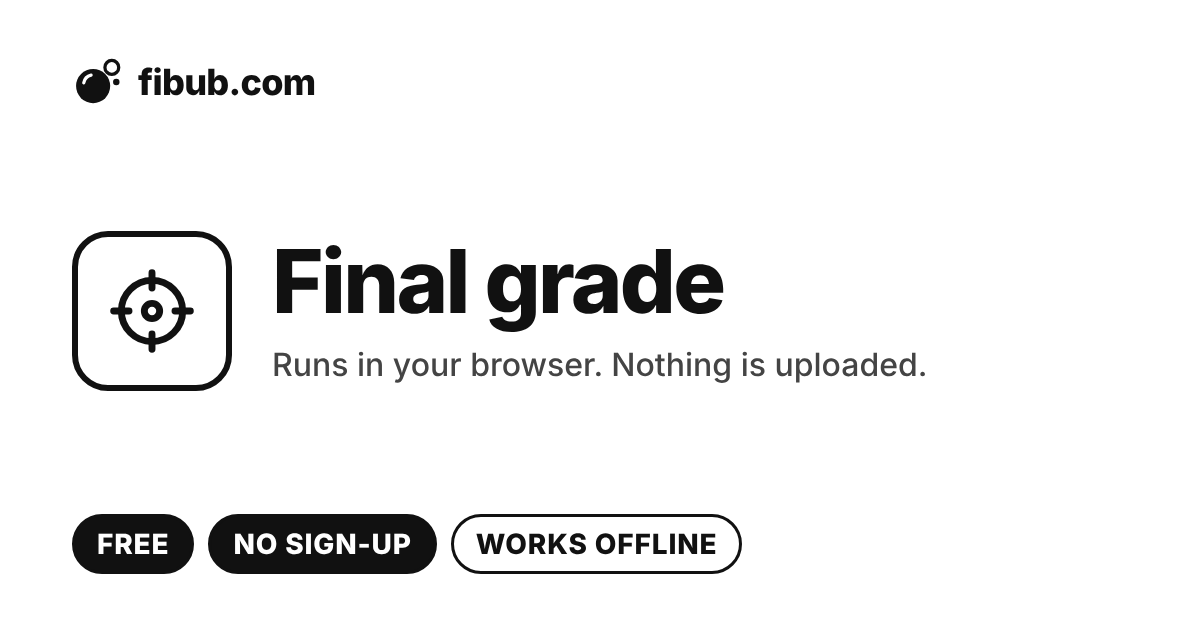 fibub.com
Final grade
Runs in your browser. Nothing is uploaded.
FREE
NO SIGN-UP
WORKS OFFLINE